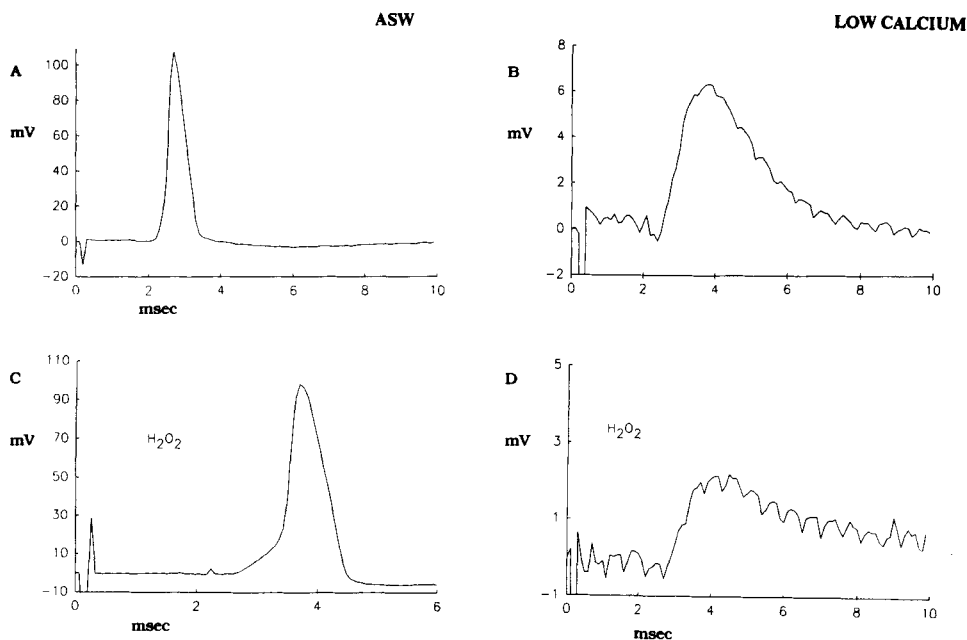 ASW
LOW CALCIUM
A
mV
100
80
60
40
20
0
−20
0 2 4 6 8 10
msec
B
mV
8
6
4
2
0
−2
0 2 4 6 8 10
C
mV
110
90
70
50
30
10
−10
H₂O₂
0 2 4 6
msec
D
mV
5
3
1
−1
H₂O₂
0 2 4 6 8 10
msec